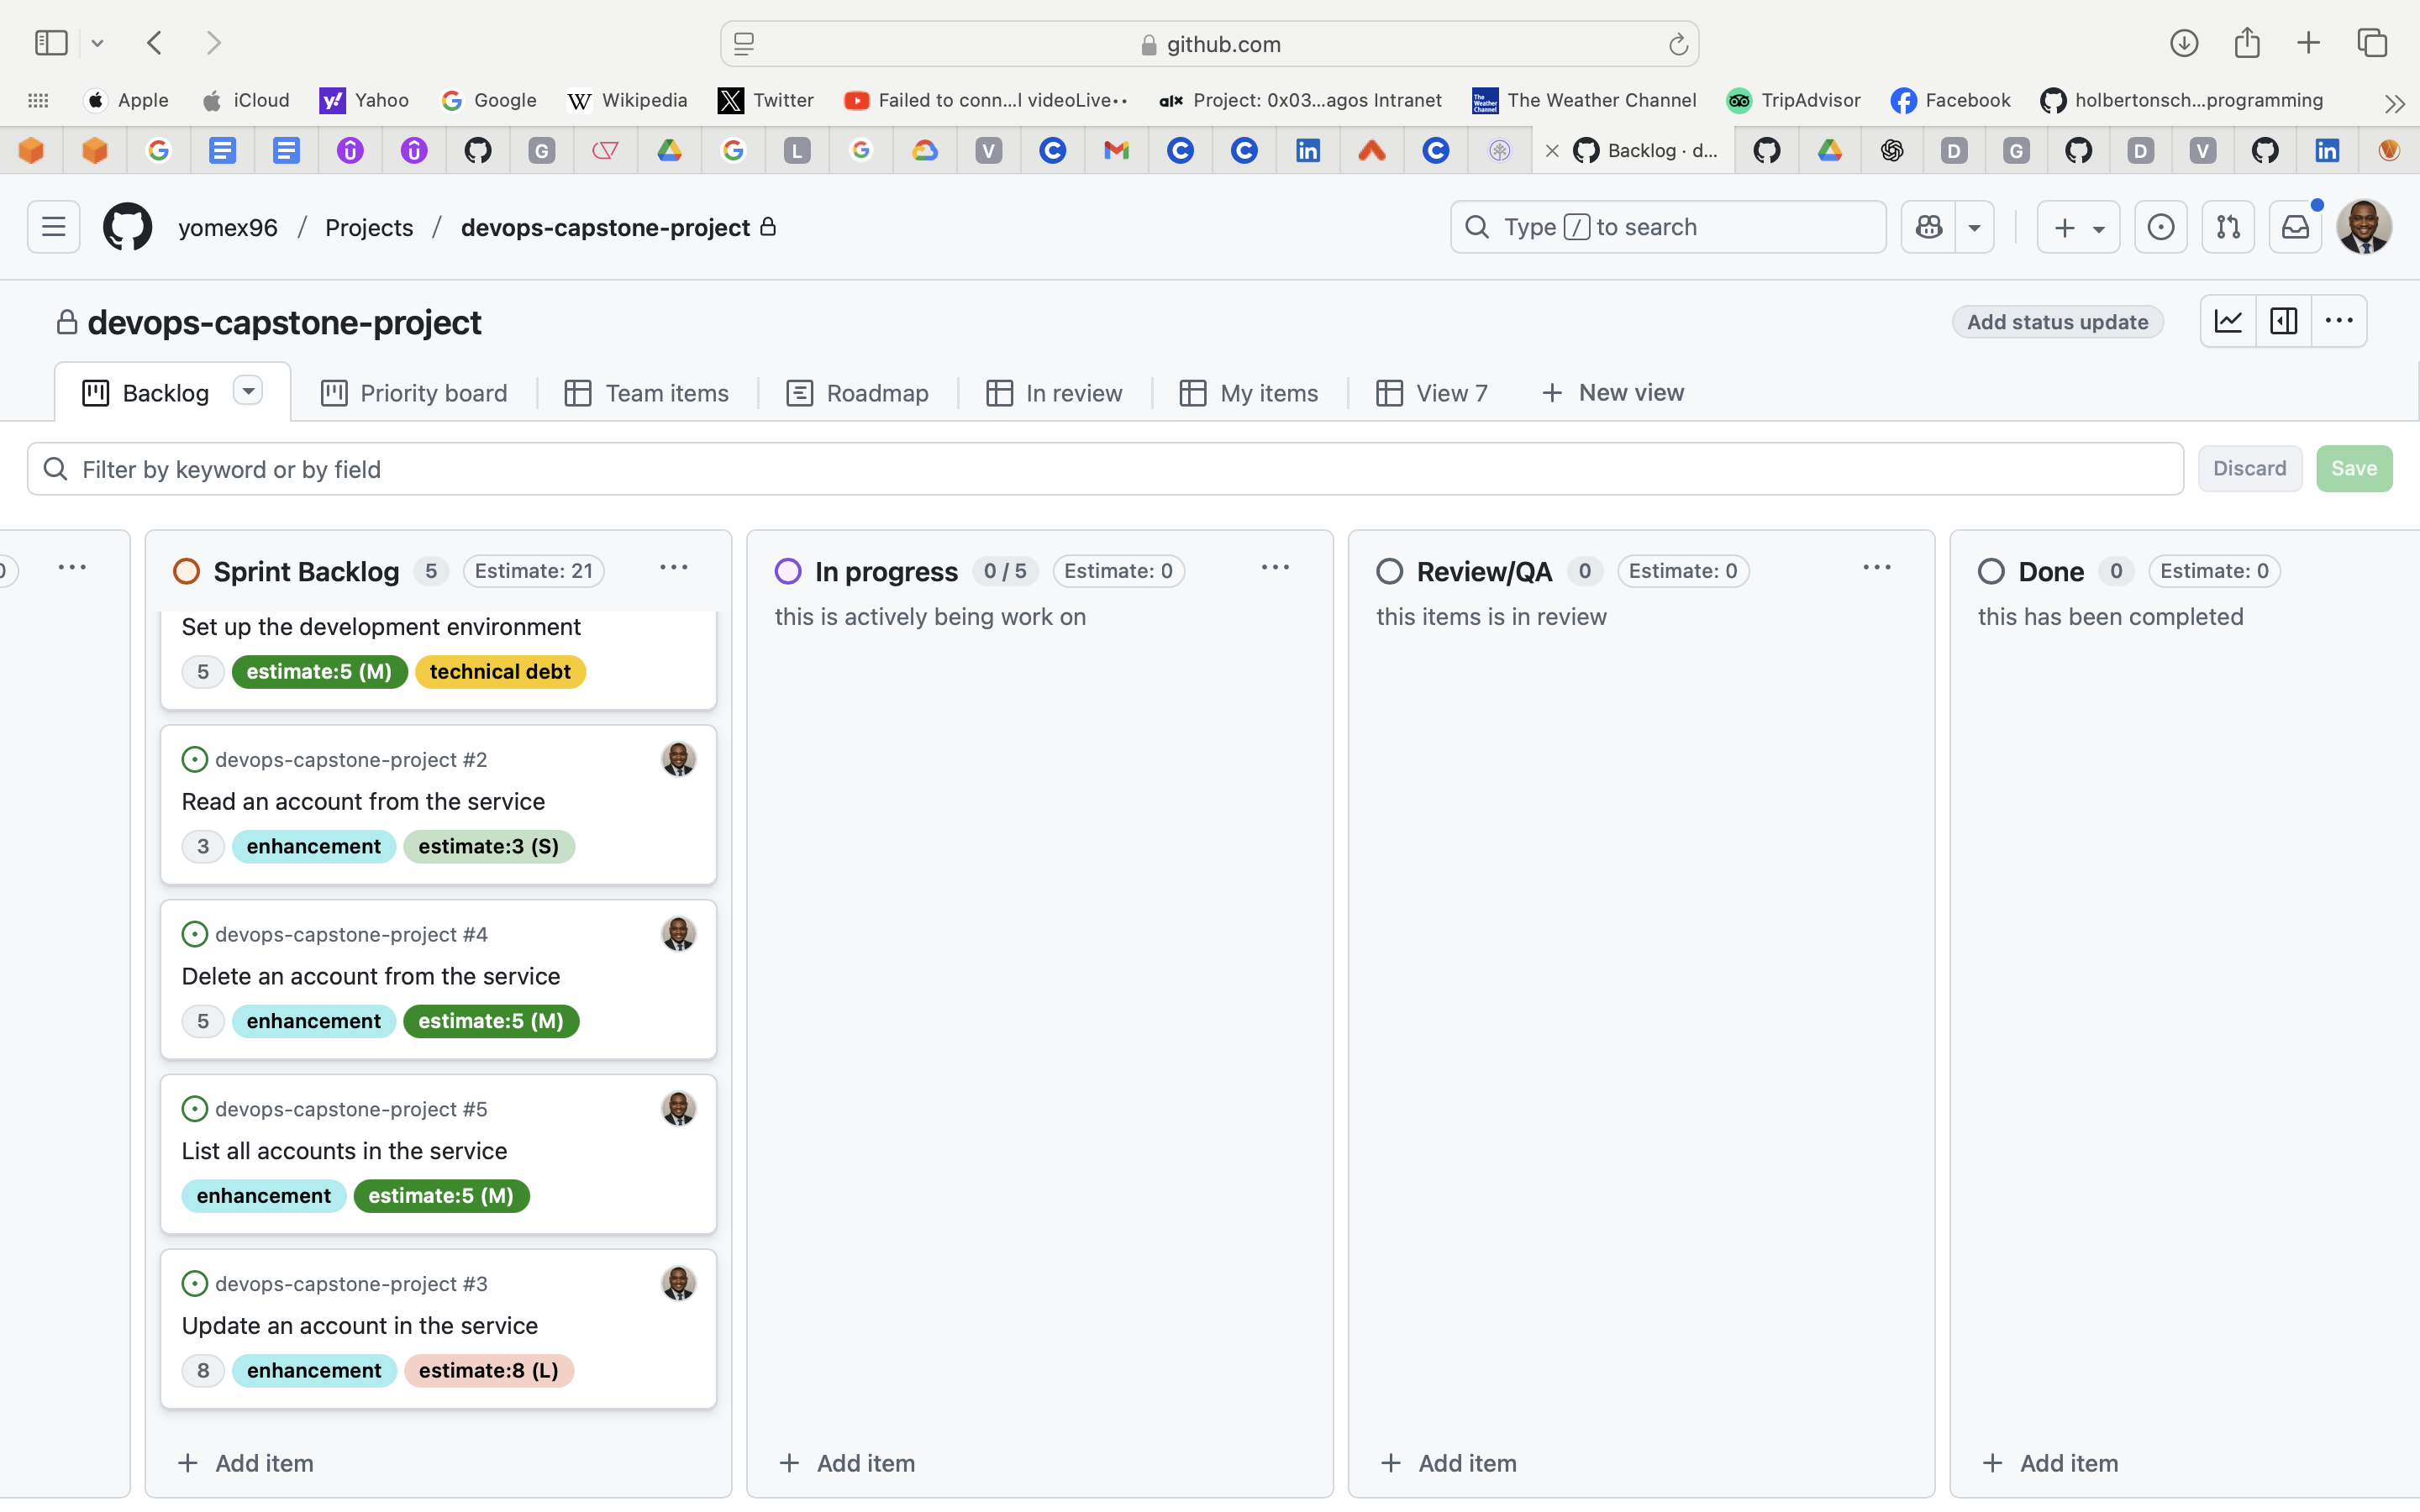 github.com
Apple iCloud Yahoo Google Wikipedia Twitter Failed to conn...l videoLive·· Project: 0x03...agos Intranet The Weather Channel TripAdvisor Facebook holbertonsch...programming
Backlog · d...
yomex96 / Projects / devops-capstone-project
Type / to search
devops-capstone-project
Add status update
Backlog Priority board Team items Roadmap In review My items View 7 + New view
Filter by keyword or by field
Discard Save
Sprint Backlog 5 Estimate: 21
Set up the development environment
5 estimate:5 (M) technical debt
devops-capstone-project #2
Read an account from the service
3 enhancement estimate:3 (S)
devops-capstone-project #4
Delete an account from the service
5 enhancement estimate:5 (M)
devops-capstone-project #5
List all accounts in the service
enhancement estimate:5 (M)
devops-capstone-project #3
Update an account in the service
8 enhancement estimate:8 (L)
+ Add item
In progress 0 / 5 Estimate: 0
this is actively being work on
+ Add item
Review/QA 0 Estimate: 0
this items is in review
+ Add item
Done 0 Estimate: 0
this has been completed
+ Add item